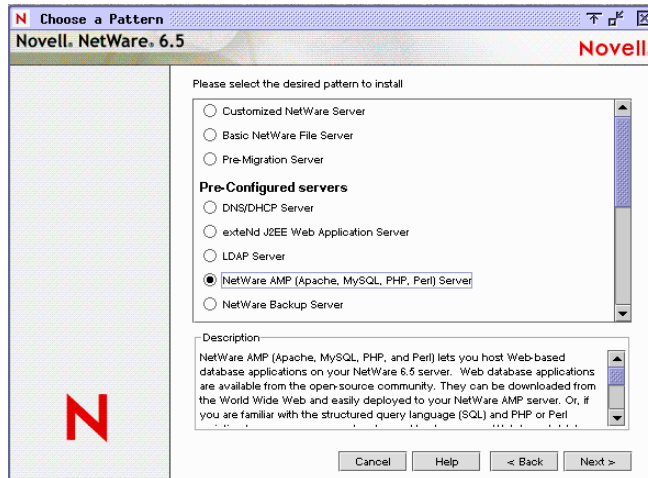 N Choose a Pattern
Novell. NetWare. 6.5
Novell.
Please select the desired pattern to install
Customized NetWare Server
Basic NetWare File Server
Pre-Migration Server
Pre-Configured servers
DNS/DHCP Server
exteNd J2EE Web Application Server
LDAP Server
NetWare AMP (Apache, MySQL, PHP, Perl) Server
NetWare Backup Server
Description
NetWare AMP (Apache, MySQL, PHP, and Perl) lets you host Web-based
database applications on your NetWare 6.5 server. Web database applications
are available from the open-source community. They can be downloaded from
the World Wide Web and easily deployed to your NetWare AMP server. Or, if
you are familiar with the structured query language (SQL) and PHP or Perl
N
Cancel Help < Back Next >